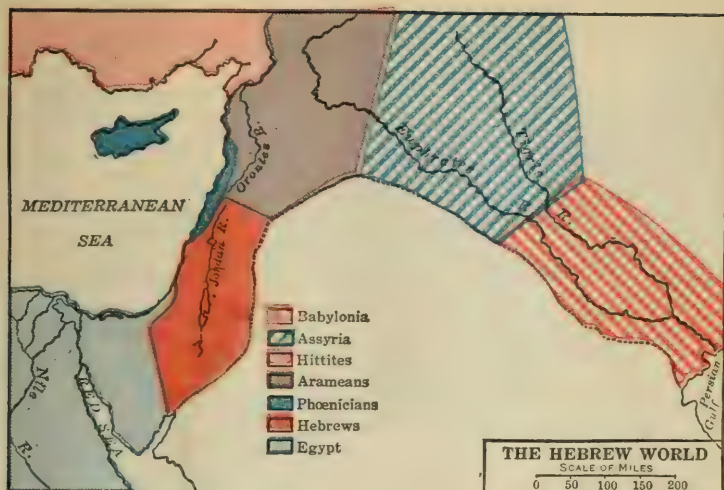 MEDITERRANEAN
SEA
Orontes R.
Euphrates
Tigris
R.
R.
Jordan R.
Nile
R.
RED SEA
Persian
Gulf
Babylonia
Assyria
Hittites
Arameans
Phœnicians
Hebrews
Egypt
THE HEBREW WORLD
SCALE OF MILES
0 50 100 150 200